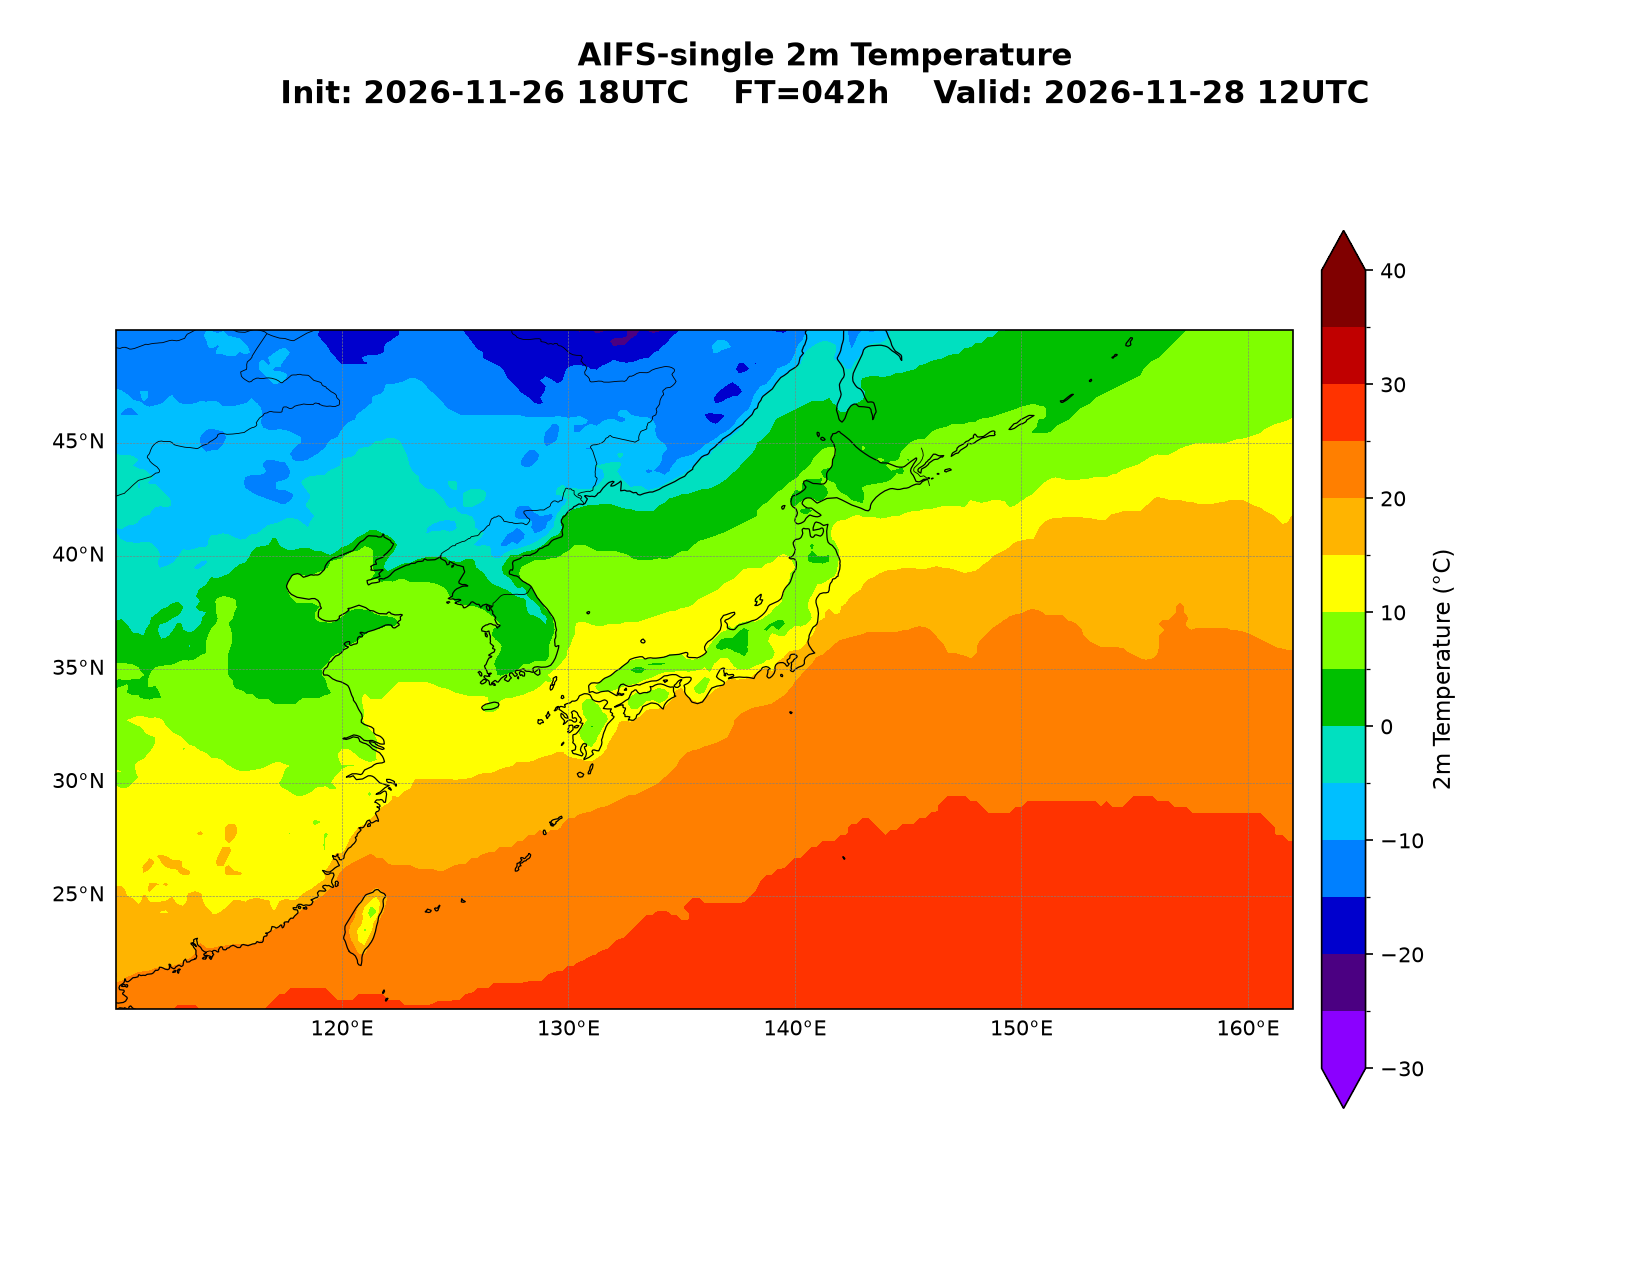 AIFS-single 2m Temperature
Init: 2026-11-26 18UTC    FT=042h    Valid: 2026-11-28 12UTC
45°N
40°N
35°N
30°N
25°N
120°E
130°E
140°E
150°E
160°E
40
30
20
10
0
−10
−20
−30
2m Temperature (°C)